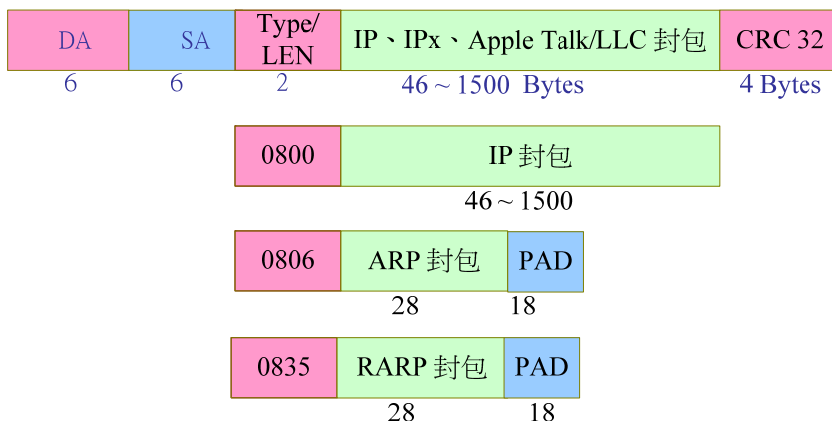 DA SA Type/ LEN IP、IPx、Apple Talk/LLC 封包 CRC 32
6 6 2 46 ~ 1500 Bytes 4 Bytes
0800 IP 封包
46 ~ 1500
0806 ARP 封包 PAD
28 18
0835 RARP 封包 PAD
28 18